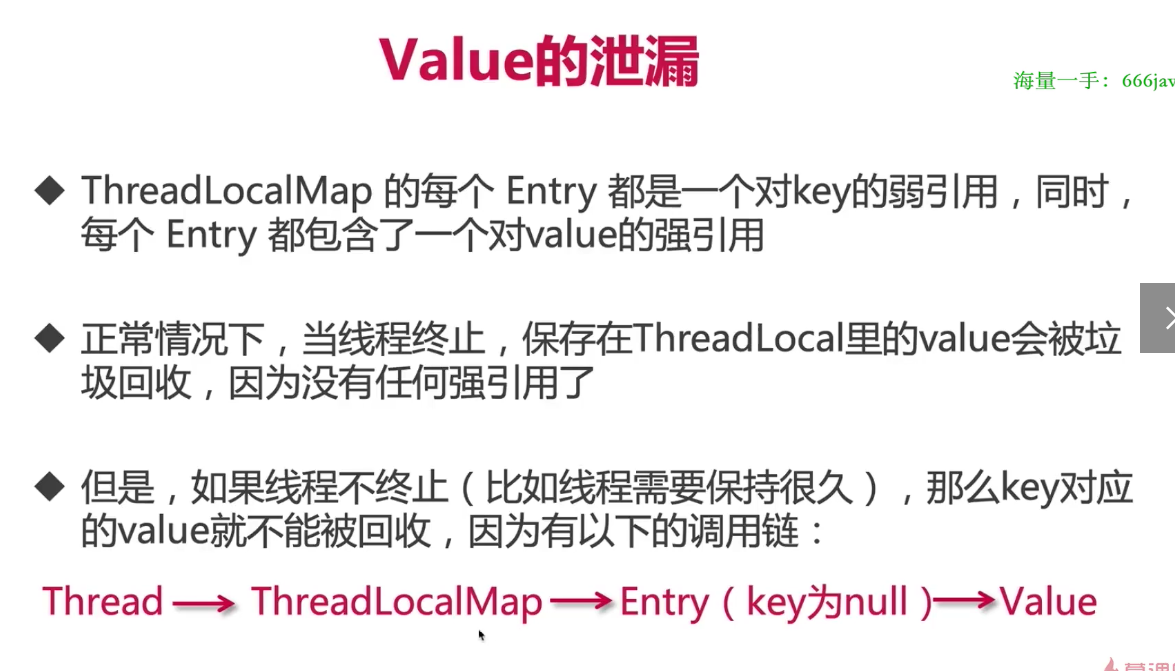 Value的泄漏
海量一手：666jav
◆ ThreadLocalMap 的每个 Entry 都是一个对key的弱引用，同时，
每个 Entry 都包含了一个对value的强引用
◆ 正常情况下，当线程终止，保存在ThreadLocal里的value会被垃
圾回收，因为没有任何强引用了
◆ 但是，如果线程不终止（比如线程需要保持很久），那么key对应
的value就不能被回收，因为有以下的调用链：
Thread → ThreadLocalMap → Entry（key为null）→ Value